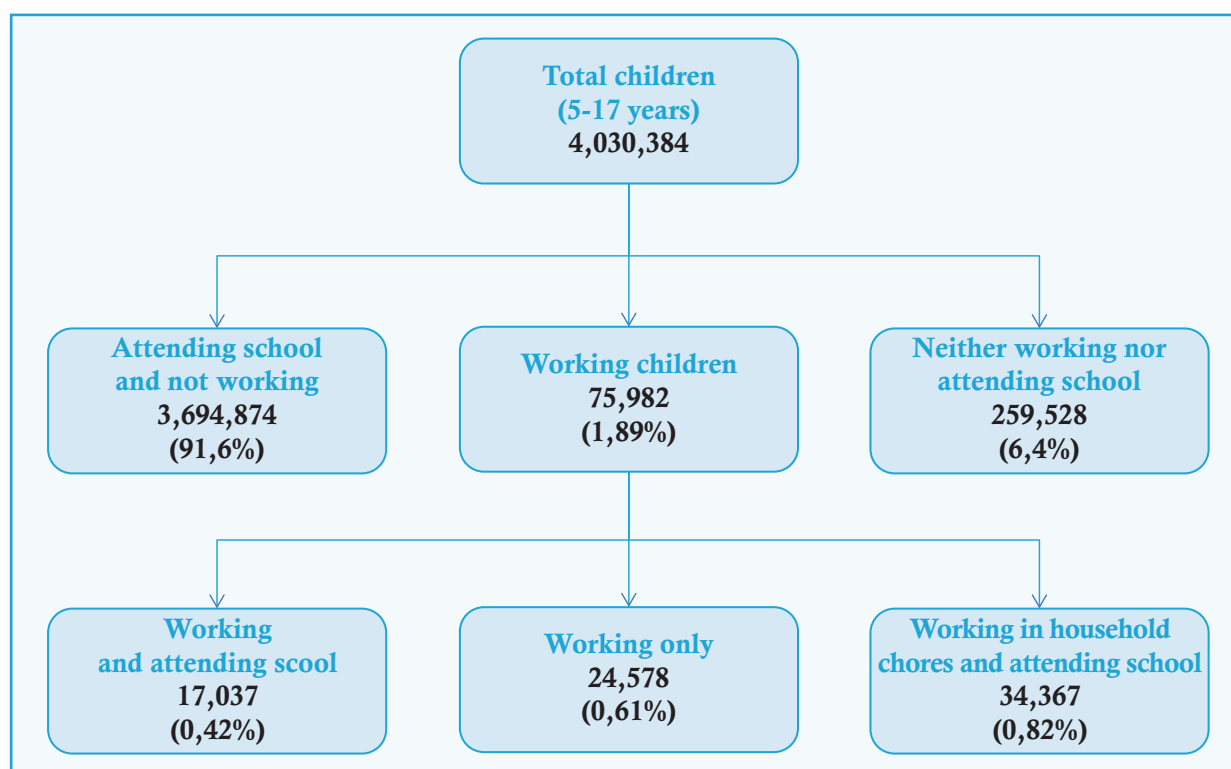 Total children
(5-17 years)
4,030,384
Attending school
and not working
3,694,874
(91,6%)
Working children
75,982
(1,89%)
Neither working nor
attending school
259,528
(6,4%)
Working
and attending scool
17,037
(0,42%)
Working only
24,578
(0,61%)
Working in household
chores and attending school
34,367
(0,82%)